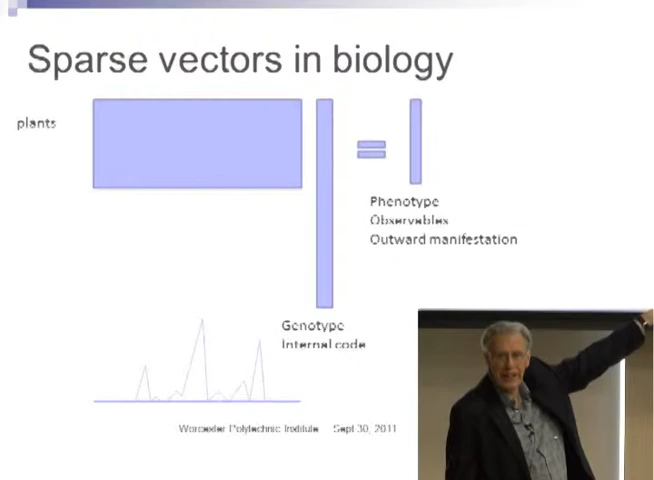 Sparse vectors in biology
plants
Phenotype
Observables
Outward manifestation
Genotype
Internal code
Worcester Polytechnic Institute Sept 30, 2011